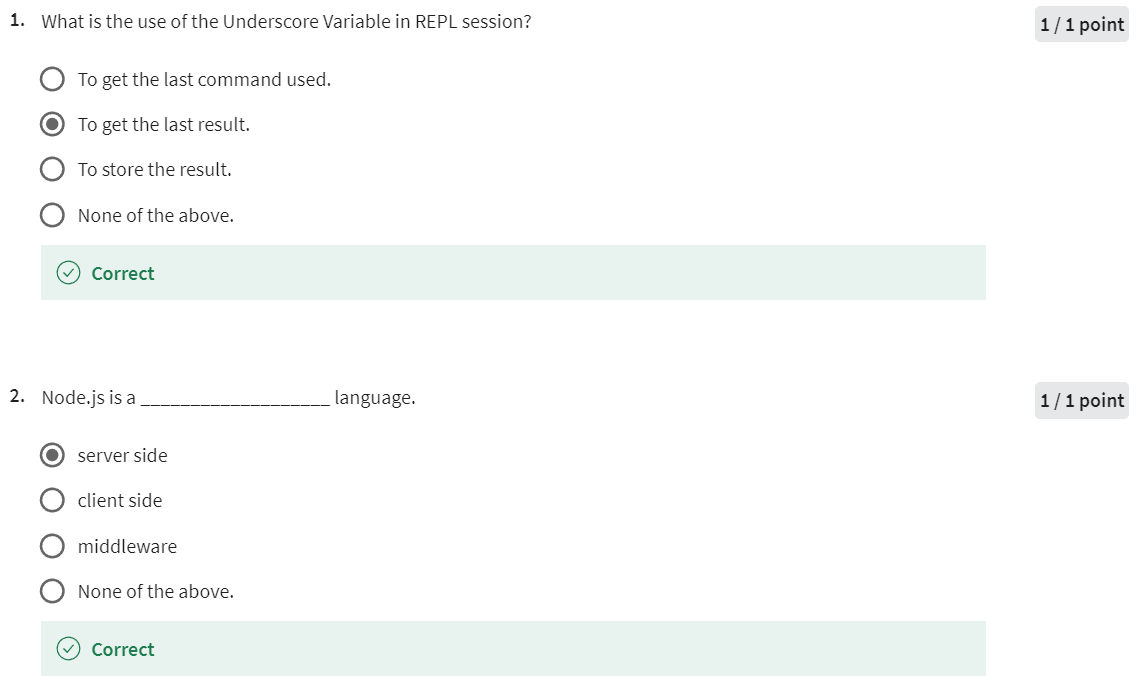 1. What is the use of the Underscore Variable in REPL session?
1 / 1 point
To get the last command used.
To get the last result.
To store the result.
None of the above.
Correct
2. Node.js is a ___________________ language.
1 / 1 point
server side
client side
middleware
None of the above.
Correct